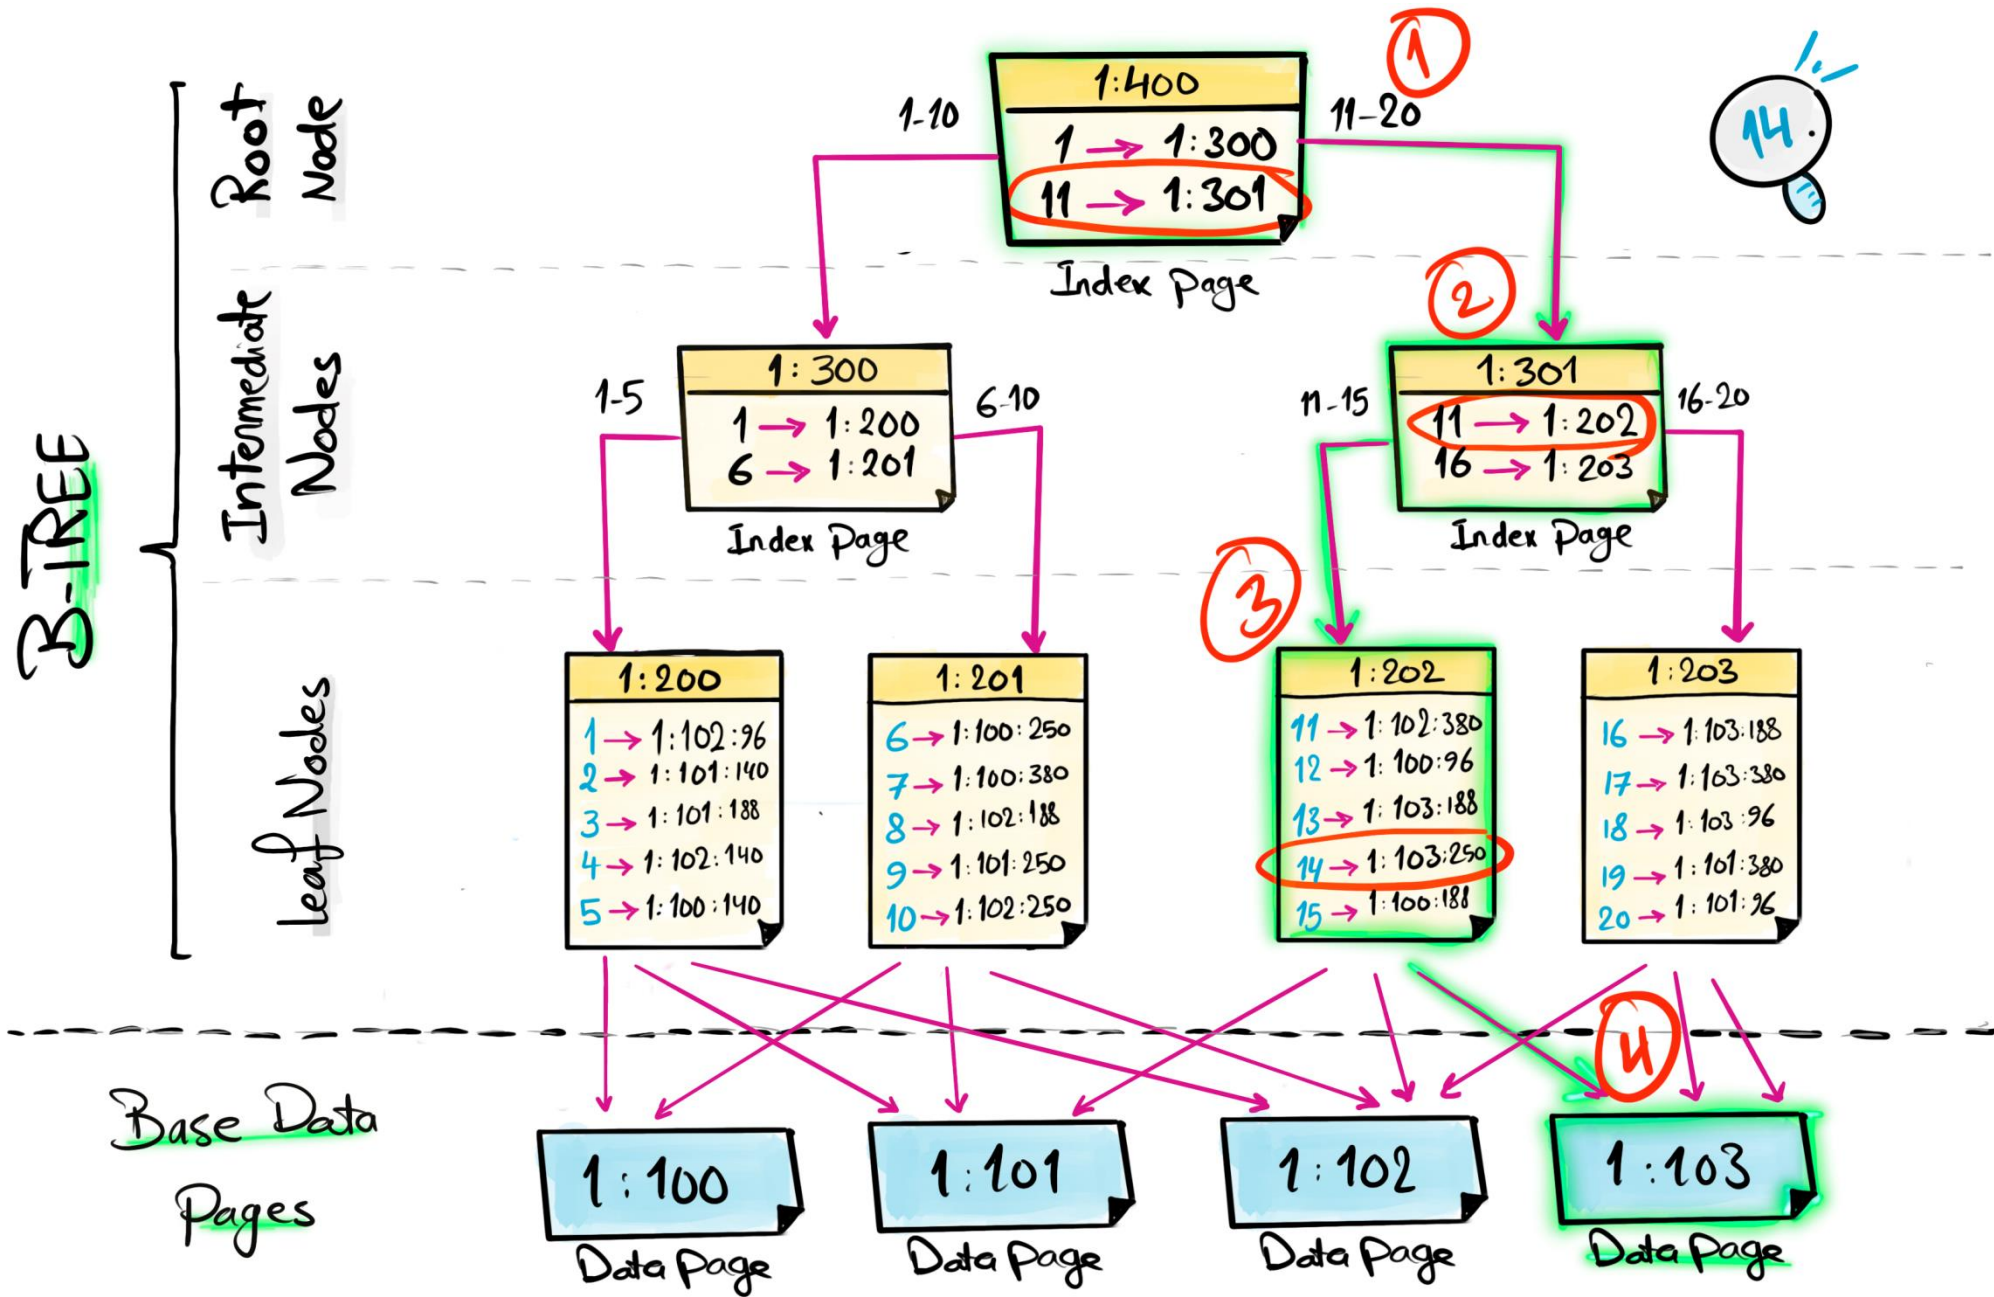 B-TREE
Root
Node
1:400
1 → 1:300
11 → 1:301
Index Page
1-10
11-20
1
14
Intermediate
Nodes
1:300
1 → 1:200
6 → 1:201
Index Page
1-5
6-10
2
1:301
11 → 1:202
16 → 1:203
Index Page
11-15
16-20
Leaf Nodes
1:200
1 → 1:102:96
2 → 1:101:140
3 → 1:101:188
4 → 1:102:140
5 → 1:100:140
1:201
6 → 1:100:250
7 → 1:100:380
8 → 1:102:188
9 → 1:101:250
10 → 1:102:250
3
1:202
11 → 1:102:380
12 → 1:100:96
13 → 1:103:188
14 → 1:103:250
15 → 1:100:188
1:203
16 → 1:103:188
17 → 1:103:380
18 → 1:103:96
19 → 1:101:380
20 → 1:101:96
4
Base Data
Pages
1:100
Data Page
1:101
Data Page
1:102
Data Page
1:103
Data Page